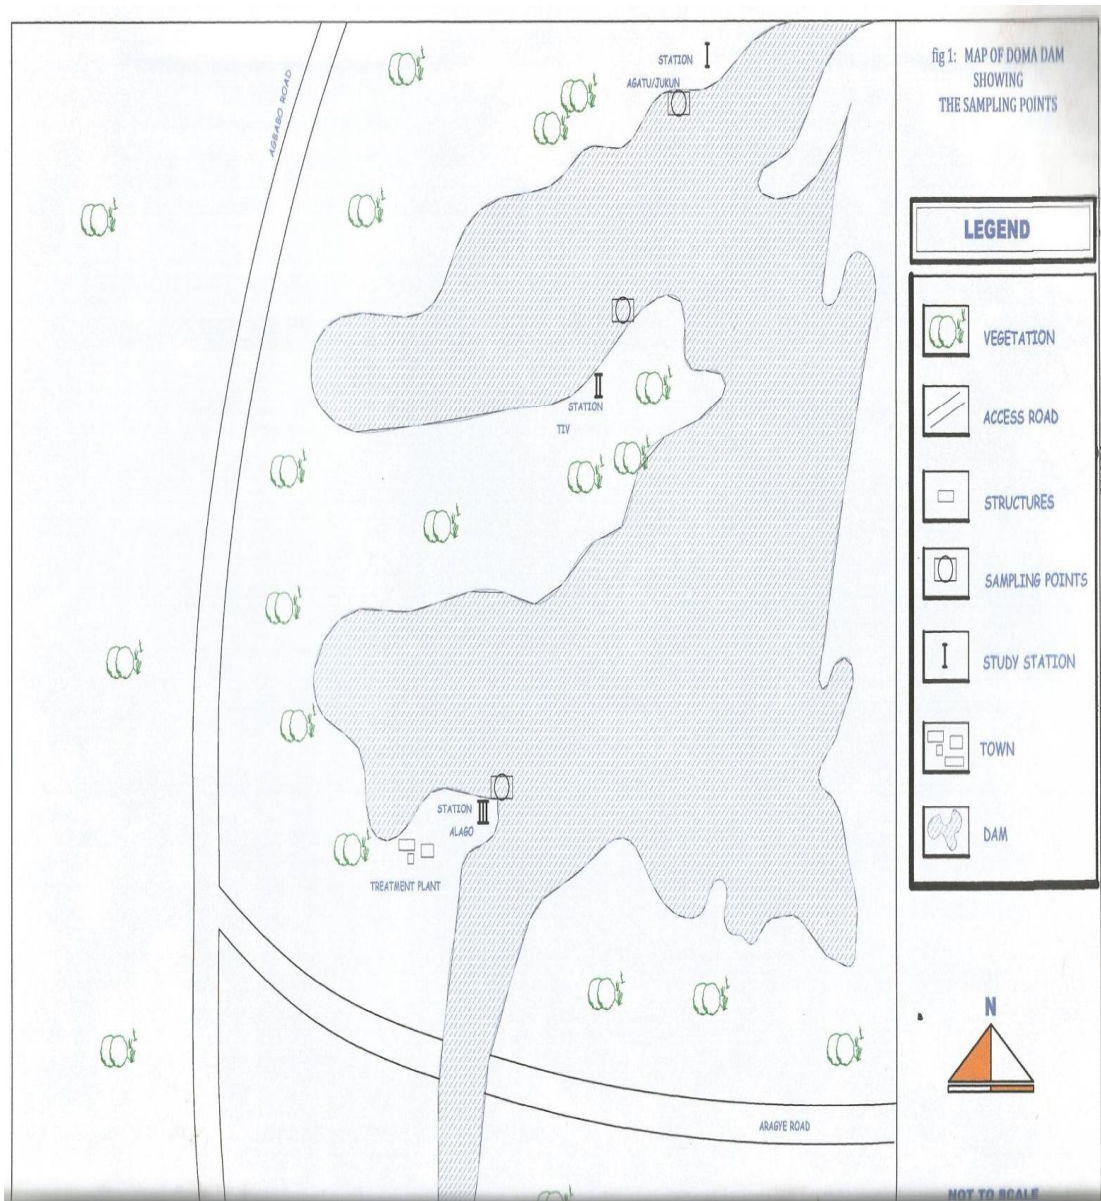 fig 1: MAP OF DOMA DAM
SHOWING
THE SAMPLING POINTS
LEGEND
VEGETATION
ACCESS ROAD
STRUCTURES
SAMPLING POINTS
I
STUDY STATION
TOWN
DAM
N
NOT TO SCALE
AGBABO ROAD
STATION I
AGATU/JUKUN
II
STATION
TIV
STATION III
ALAGO
TREATMENT PLANT
ARAGYE ROAD